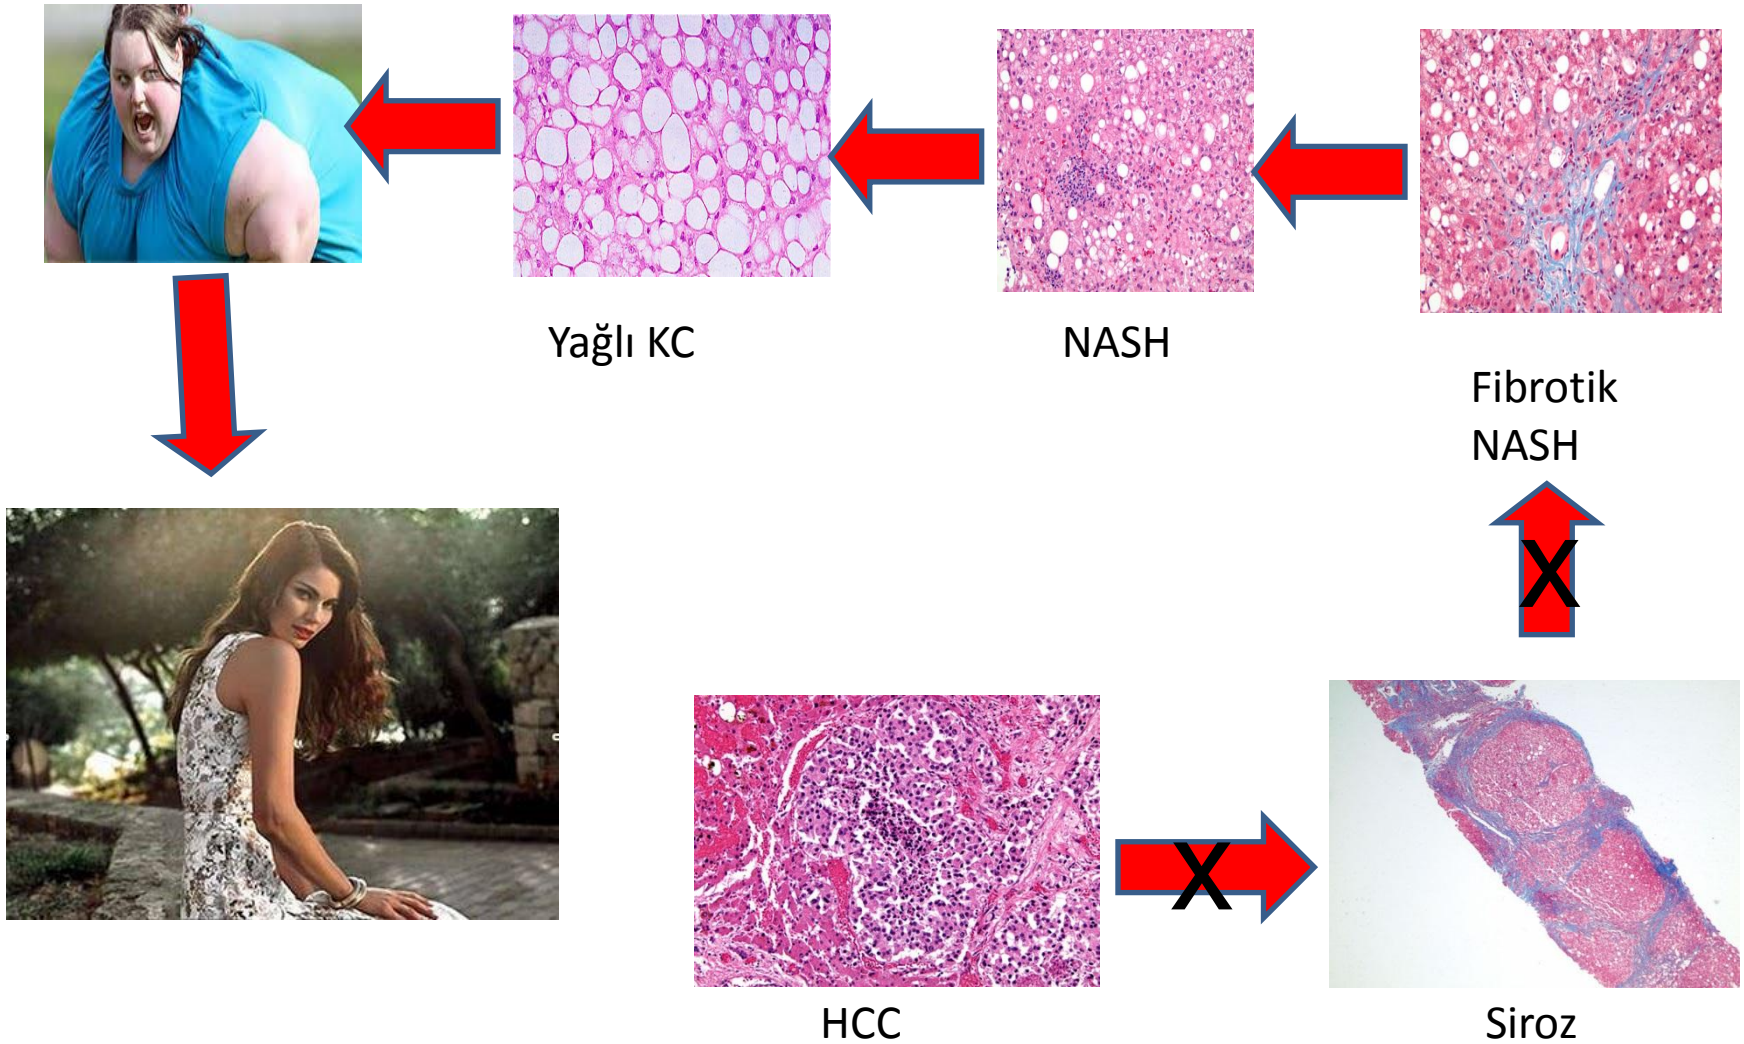 Yağlı KC
NASH
Fibrotik
NASH
X
X
HCC
Siroz